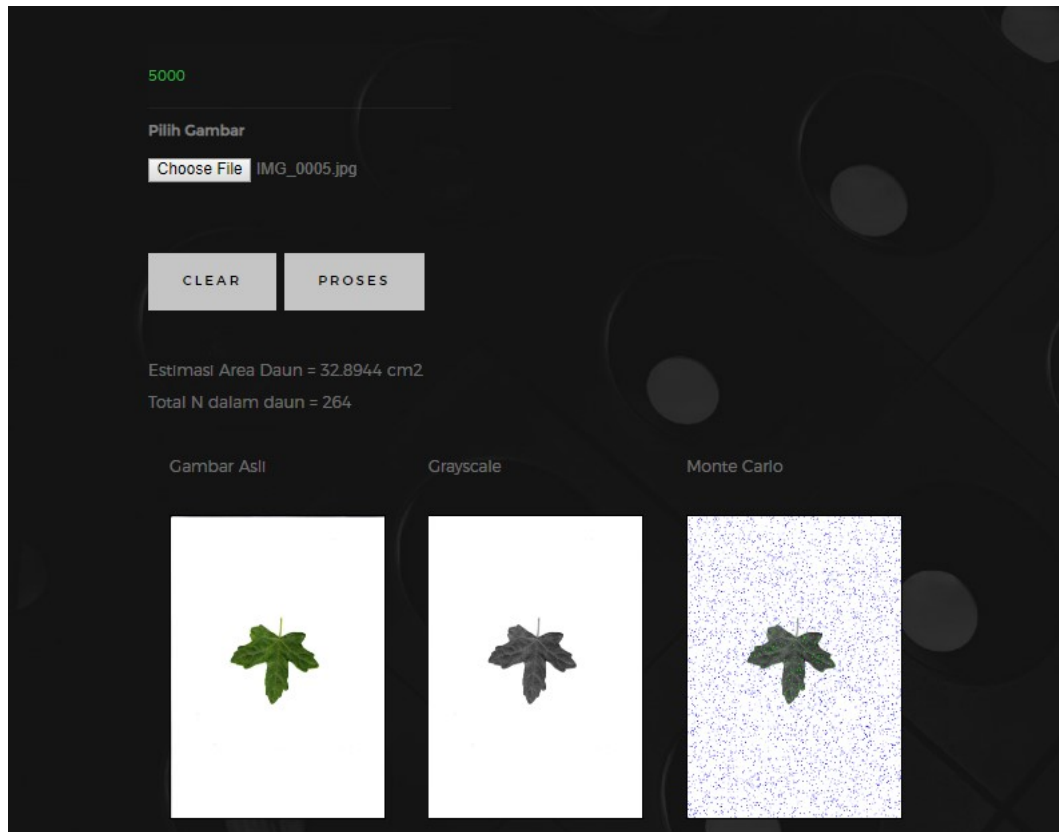 5000
Pilih Gambar
Choose File IMG_0005.jpg
CLEAR PROSES
Estimasi Area Daun = 32.8944 cm2
Total N dalam daun = 264
Gambar Asli Grayscale Monte Carlo